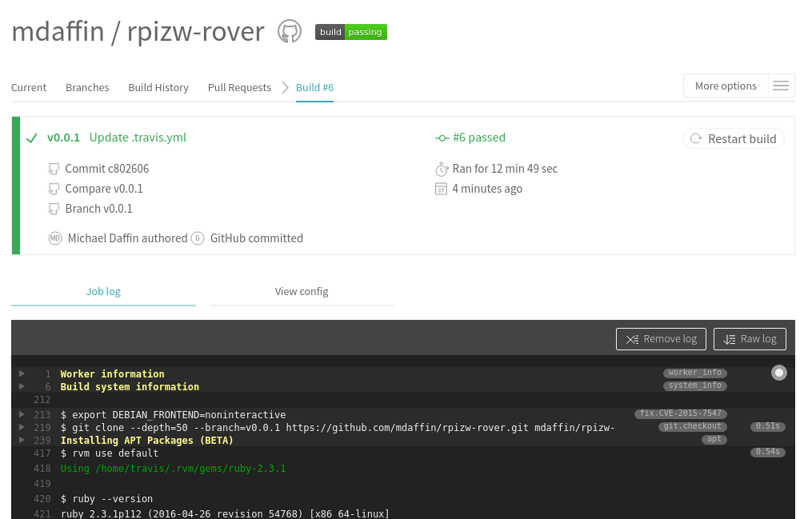 mdaffin / rpizw-rover build passing
Current Branches Build History Pull Requests Build #6 More options
v0.0.1 Update .travis.yml #6 passed Restart build
Commit c802606 Ran for 12 min 49 sec
Compare v0.0.1 4 minutes ago
Branch v0.0.1
MD Michael Daffin authored G GitHub committed
Job log View config
Remove log Raw log
1 Worker information worker_info
6 Build system information system_info
212
213 $ export DEBIAN_FRONTEND=noninteractive fix.CVE-2015-7547
219 $ git clone --depth=50 --branch=v0.0.1 https://github.com/mdaffin/rpizw-rover.git mdaffin/rpizw- git.checkout 0.51s
239 Installing APT Packages (BETA) apt
417 $ rvm use default 0.54s
418 Using /home/travis/.rvm/gems/ruby-2.3.1
419
420 $ ruby --version
421 ruby 2.3.1p112 (2016-04-26 revision 54768) [x86_64-linux]